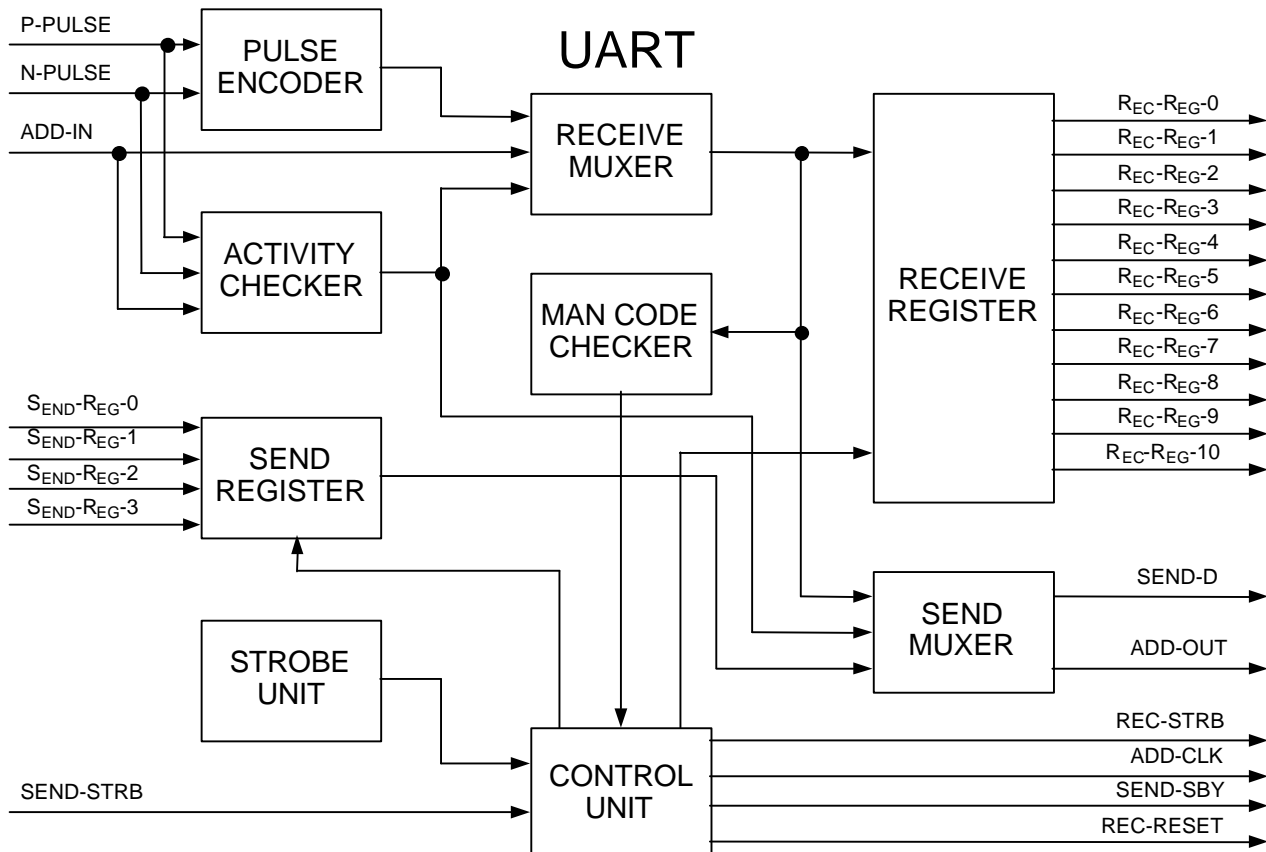 UART
P-PULSE
N-PULSE
ADD-IN
PULSE
ENCODER
RECEIVE
MUXER
ACTIVITY
CHECKER
MAN CODE
CHECKER
RECEIVE
REGISTER
REC-REG-0
REC-REG-1
REC-REG-2
REC-REG-3
REC-REG-4
REC-REG-5
REC-REG-6
REC-REG-7
REC-REG-8
REC-REG-9
REC-REG-10
SEND-REG-0
SEND-REG-1
SEND-REG-2
SEND-REG-3
SEND
REGISTER
STROBE
UNIT
SEND-STRB
CONTROL
UNIT
SEND
MUXER
SEND-D
ADD-OUT
REC-STRB
ADD-CLK
SEND-SBY
REC-RESET